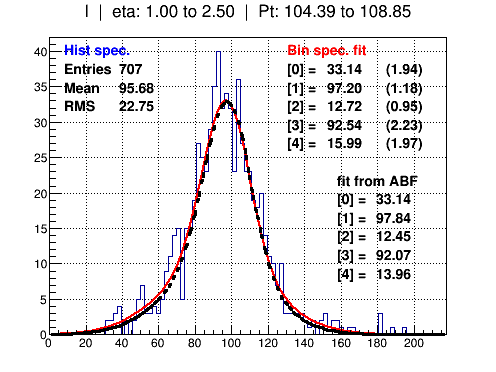 I | eta: 1.00 to 2.50 | Pt: 104.39 to 108.85
Hist spec.
Entries 707
Mean 95.68
RMS 22.75
Bin spec. fit
[0] = 33.14 (1.94)
[1] = 97.20 (1.18)
[2] = 12.72 (0.95)
[3] = 92.54 (2.23)
[4] = 15.99 (1.97)
fit from ABF
[0] = 33.14
[1] = 97.84
[2] = 12.45
[3] = 92.07
[4] = 13.96
40
35
30
25
20
15
10
5
0
0 20 40 60 80 100 120 140 160 180 200